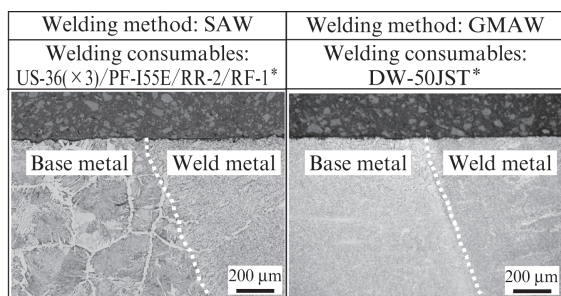 Welding method: SAW
Welding consumables:
US-36(×3)/PF-I55E/RR-2/RF-1*
Base metal
Weld metal
200 μm
Welding method: GMAW
Welding consumables:
DW-50JST*
Base metal
Weld metal
200 μm